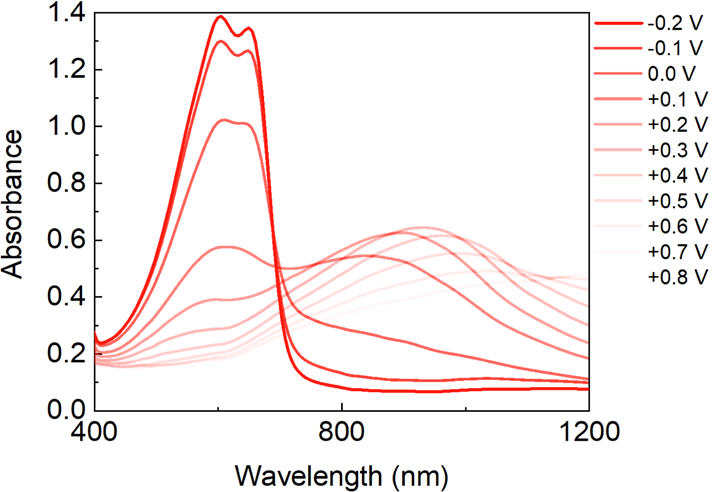 1.4
1.2
1.0
0.8
0.6
0.4
0.2
0.0
Absorbance
400
800
1200
Wavelength (nm)
-0.2 V
-0.1 V
0.0 V
+0.1 V
+0.2 V
+0.3 V
+0.4 V
+0.5 V
+0.6 V
+0.7 V
+0.8 V